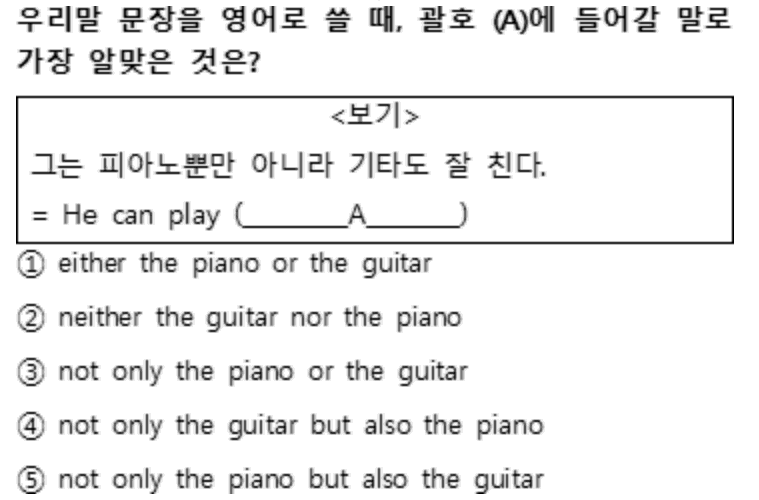 우리말 문장을 영어로 쓸 때, 괄호 (A)에 들어갈 말로
가장 알맞은 것은?
<보기>
그는 피아노뿐만 아니라 기타도 잘 친다.
= He can play (______A______)
① either the piano or the guitar
② neither the guitar nor the piano
③ not only the piano or the guitar
④ not only the guitar but also the piano
⑤ not only the piano but also the guitar